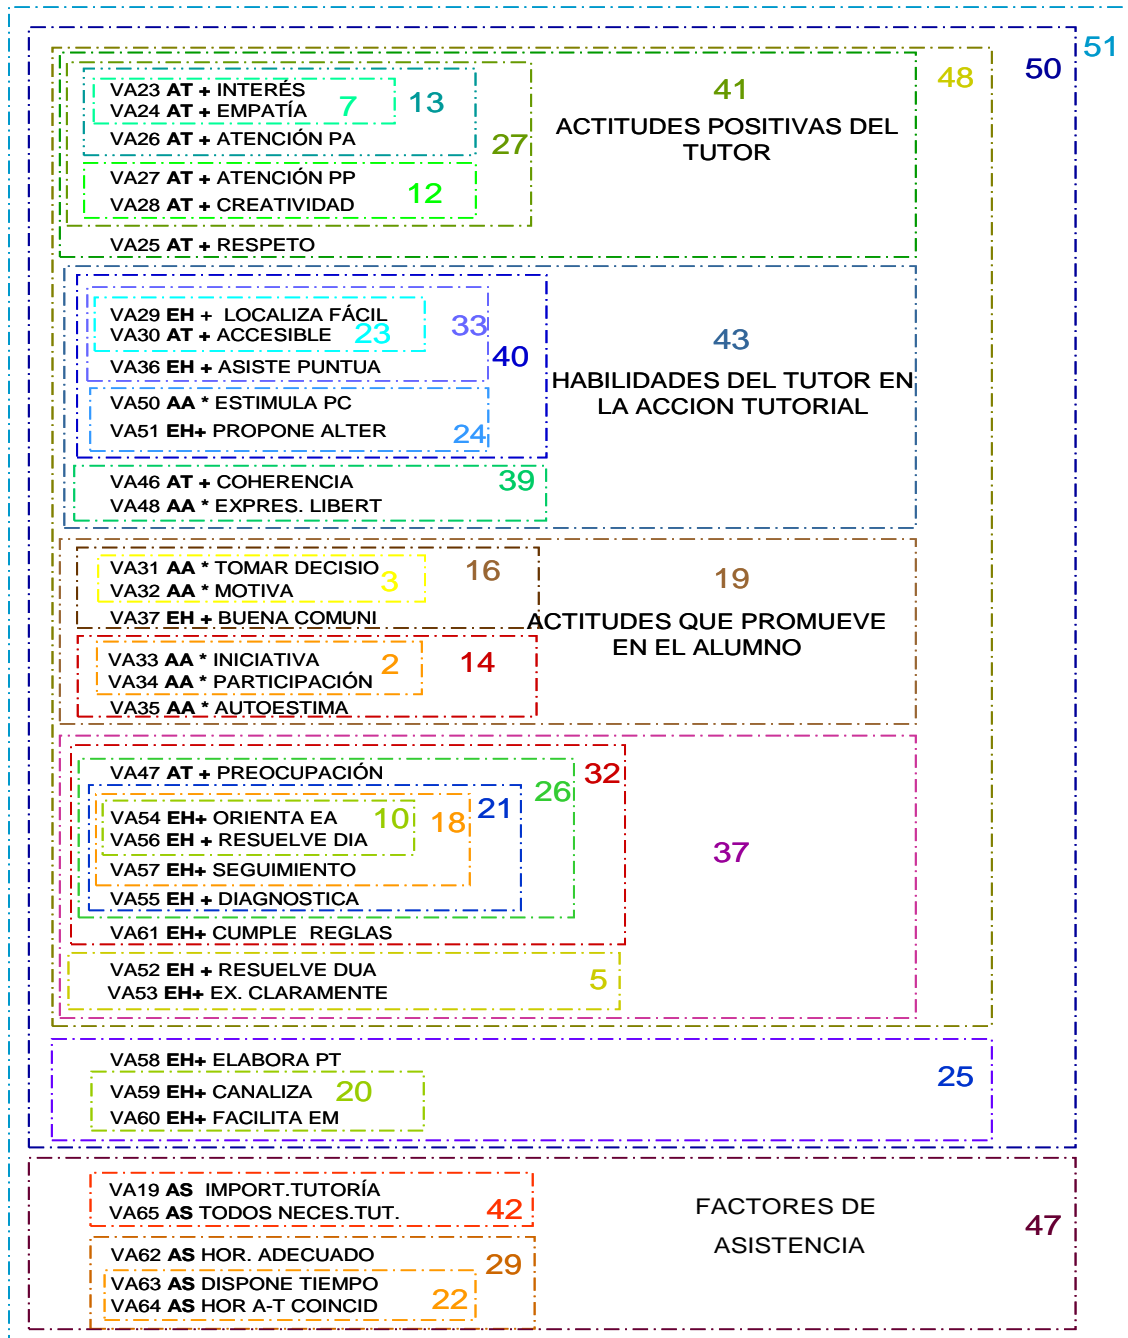 51
50
48
VA23 AT + INTERÉS
VA24 AT + EMPATÍA
7
13
VA26 AT + ATENCIÓN PA
27
VA27 AT + ATENCIÓN PP
VA28 AT + CREATIVIDAD
12
VA25 AT + RESPETO
41
ACTITUDES POSITIVAS DEL
TUTOR
VA29 EH + LOCALIZA FÁCIL
VA30 AT + ACCESIBLE
23
33
VA36 EH + ASISTE PUNTUA
40
VA50 AA * ESTIMULA PC
VA51 EH+ PROPONE ALTER
24
VA46 AT + COHERENCIA
VA48 AA * EXPRES. LIBERT
39
43
HABILIDADES DEL TUTOR EN
LA ACCION TUTORIAL
VA31 AA * TOMAR DECISIO
VA32 AA * MOTIVA
3
16
VA37 EH + BUENA COMUNI
VA33 AA * INICIATIVA
VA34 AA * PARTICIPACIÓN
2
14
VA35 AA * AUTOESTIMA
19
ACTITUDES QUE PROMUEVE
EN EL ALUMNO
VA47 AT + PREOCUPACIÓN
32
26
21
VA54 EH+ ORIENTA EA
VA56 EH + RESUELVE DIA
10
18
VA57 EH+ SEGUIMIENTO
VA55 EH + DIAGNOSTICA
VA61 EH+ CUMPLE REGLAS
37
VA52 EH + RESUELVE DUA
VA53 EH+ EX. CLARAMENTE
5
VA58 EH+ ELABORA PT
VA59 EH+ CANALIZA
20
VA60 EH+ FACILITA EM
25
VA19 AS IMPORT.TUTORÍA
VA65 AS TODOS NECES.TUT.
42
VA62 AS HOR. ADECUADO
29
VA63 AS DISPONE TIEMPO
VA64 AS HOR A-T COINCID
22
FACTORES DE
ASISTENCIA
47